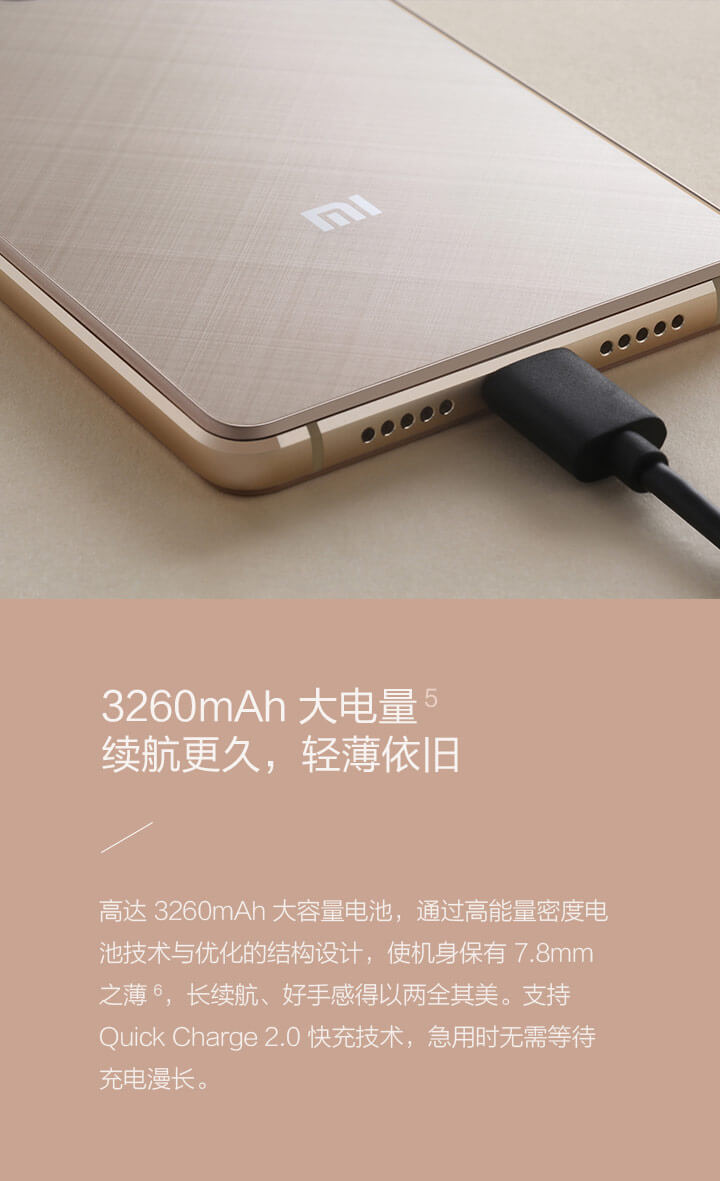 MI
3260mAh 大电量 5
续航更久，轻薄依旧
高达 3260mAh 大容量电池，通过高能量密度电
池技术与优化的结构设计，使机身保有 7.8mm
之薄 6，长续航、好手感得以两全其美。支持
Quick Charge 2.0 快充技术，急用时无需等待
充电漫长。